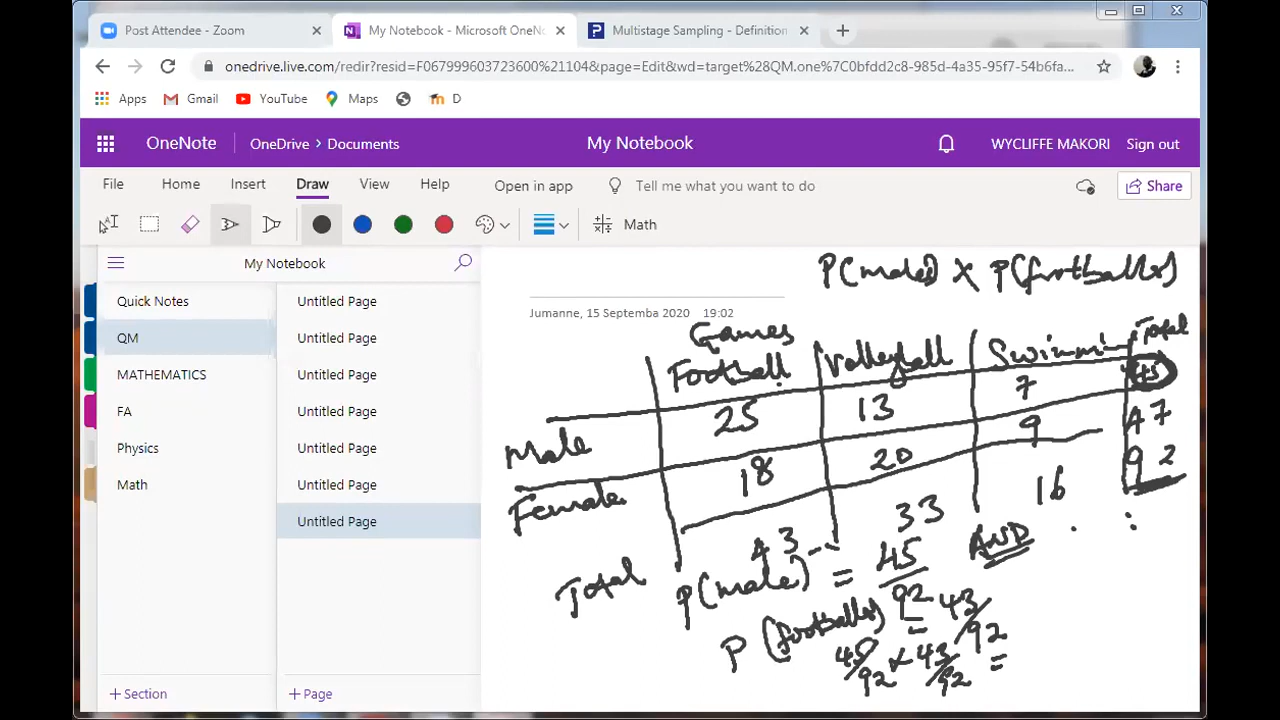 Post Attendee - Zoom
My Notebook - Microsoft OneNo
Multistage Sampling - Definition
onedrive.live.com/redir?resid=F067999603723600%21104&page=Edit&wd=target%28QM.one%7C0bfdd2c8-985d-4a35-95f7-54b6fa...
Apps
Gmail
YouTube
Maps
D
OneNote
OneDrive > Documents
My Notebook
WYCLIFFE MAKORI
Sign out
File
Home
Insert
Draw
View
Help
Open in app
Tell me what you want to do
Share
Math
My Notebook
Quick Notes
QM
MATHEMATICS
FA
Physics
Math
+ Section
Untitled Page
Untitled Page
Untitled Page
Untitled Page
Untitled Page
Untitled Page
Untitled Page
+ Page
P(male) X P(footballer)
Jumanne, 15 Septemba 2020 19:02
Games
Football Volleyball Swimmin Total
Male 25 13 7 45
Female 18 20 9 47
Total 43 33 16 92
P(male) = 45/92 AND
P(footballer) = 43/92
45/92 x 43/92 =